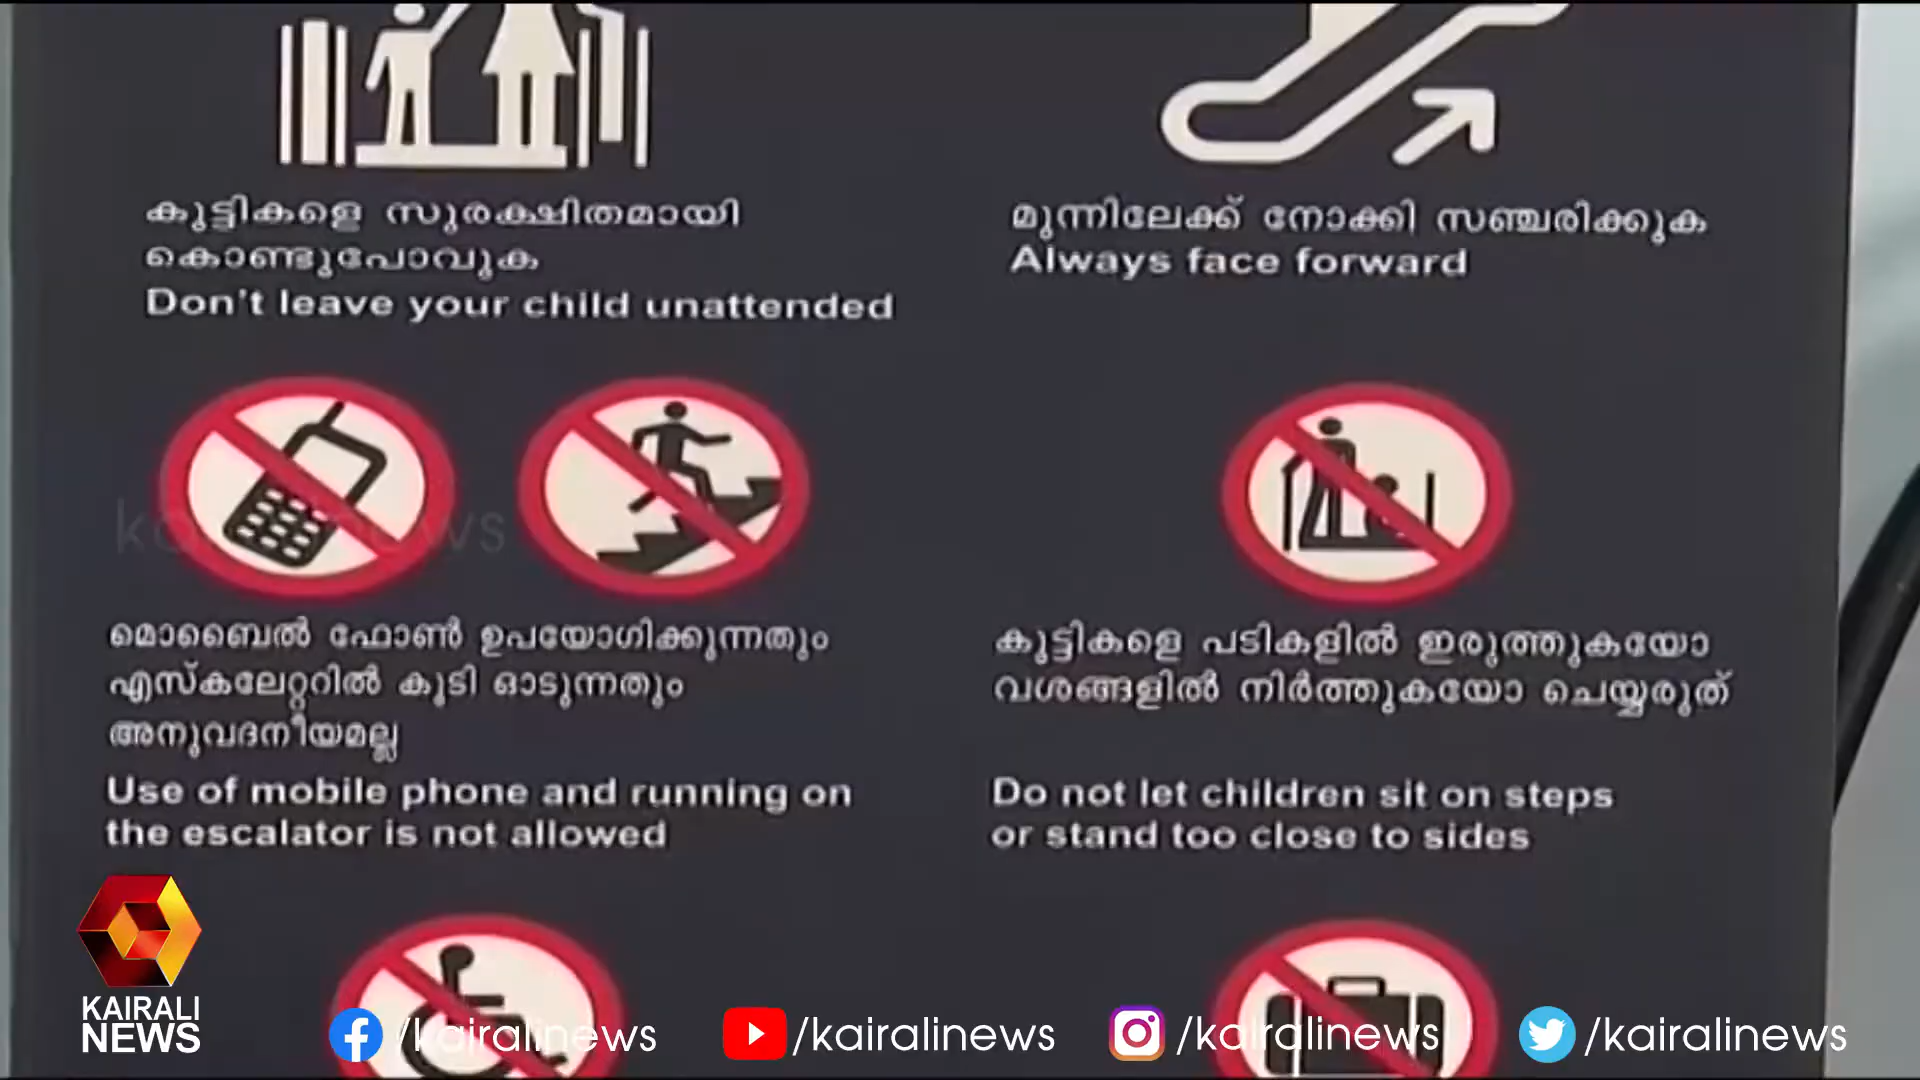 കുട്ടികളെ സുരക്ഷിതമായി
കൊണ്ടുപോവുക
Don't leave your child unattended
മുന്നിലേക്ക് നോക്കി സഞ്ചരിക്കുക
Always face forward
മൊബൈൽ ഫോൺ ഉപയോഗിക്കുന്നതും
എസ്കലേറ്ററിൽ കൂടി ഓടുന്നതും
അനുവദനീയമല്ല
Use of mobile phone and running on
the escalator is not allowed
കുട്ടികളെ പടികളിൽ ഇരുത്തുകയോ
വശങ്ങളിൽ നിർത്തുകയോ ചെയ്യരുത്
Do not let children sit on steps
or stand too close to sides
KAIRALI
NEWS
/kairalinews
/kairalinews
/kairalinews
/kairalinews